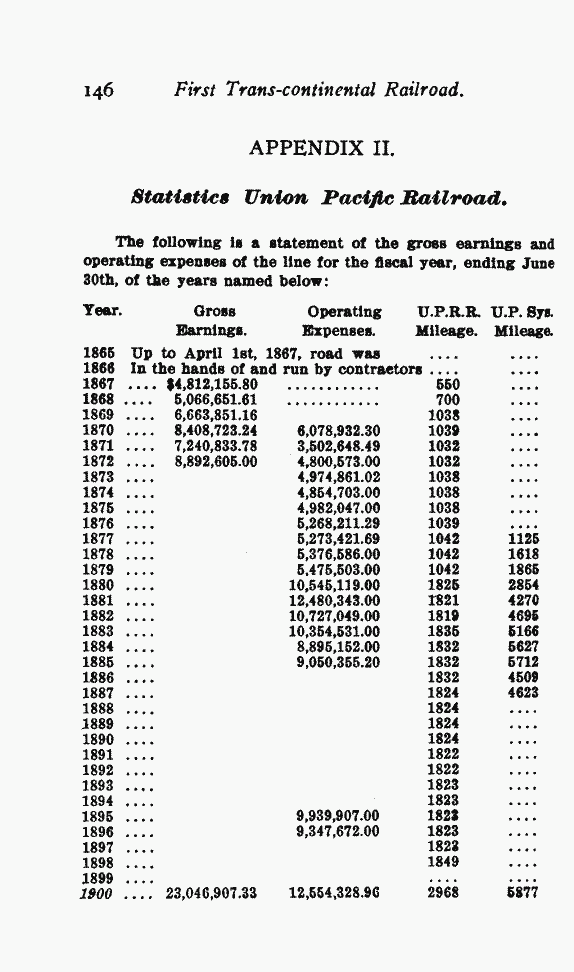 146 First Trans-continental Railroad.
APPENDIX II.
Statistics Union Pacific Railroad.
The following is a statement of the gross earnings and
operating expenses of the line for the fiscal year, ending June
30th, of the years named below:
Year. Gross Operating U.P.R.R. U.P. Sys.
Earnings. Expenses. Mileage. Mileage.
1865 Up to April 1st, 1867, road was .... ....
1866 In the hands of and run by contractors .... ....
1867 .... $4,812,155.80 ............ 550 ....
1868 .... 5,066,651.61 ............ 700 ....
1869 .... 6,663,851.16 1038 ....
1870 .... 8,408,723.24 6,078,932.30 1039 ....
1871 .... 7,240,833.78 3,502,648.49 1032 ....
1872 .... 8,892,605.00 4,800,573.00 1032 ....
1873 .... 4,974,861.02 1038 ....
1874 .... 4,854,703.00 1038 ....
1875 .... 4,982,047.00 1038 ....
1876 .... 5,268,211.29 1039 ....
1877 .... 5,273,421.69 1042 1125
1878 .... 5,376,586.00 1042 1618
1879 .... 5,475,503.00 1042 1865
1880 .... 10,545,119.00 1825 2854
1881 .... 12,480,343.00 1821 4270
1882 .... 10,727,049.00 1819 4695
1883 .... 10,354,531.00 1835 5166
1884 .... 8,895,152.00 1832 5627
1885 .... 9,050,355.20 1832 5712
1886 .... 1832 4509
1887 .... 1824 4623
1888 .... 1824 ....
1889 .... 1824 ....
1890 .... 1824 ....
1891 .... 1822 ....
1892 .... 1822 ....
1893 .... 1823 ....
1894 .... 1823 ....
1895 .... 9,939,907.00 1823 ....
1896 .... 9,347,672.00 1823 ....
1897 .... 1823 ....
1898 .... 1849 ....
1899 .... .... ....
1900 .... 23,046,907.33 12,554,328.96 2968 5877